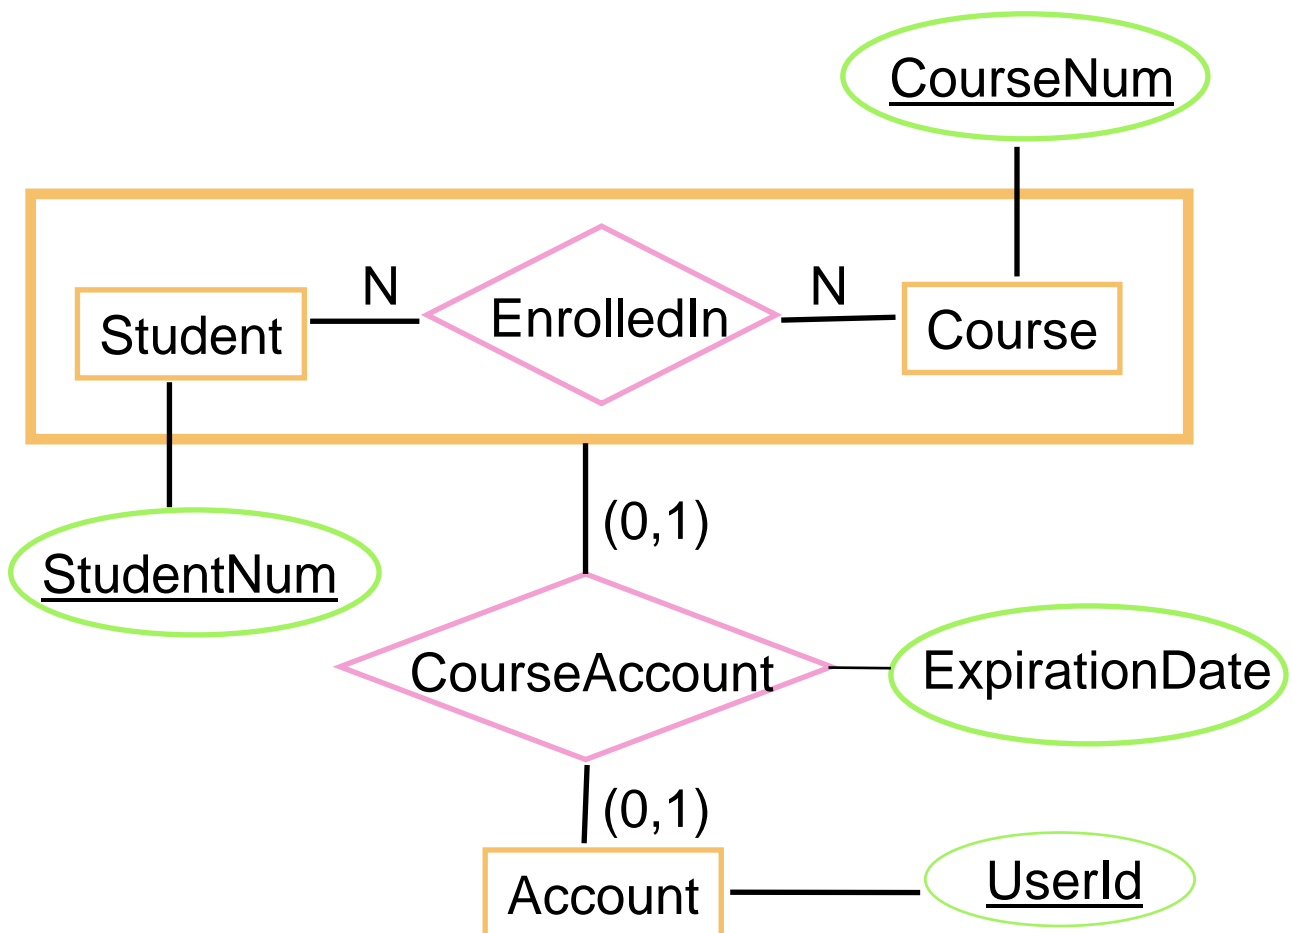 CourseNum
N
N
Student
EnrolledIn
Course
(0,1)
StudentNum
CourseAccount
ExpirationDate
(0,1)
Account
UserId